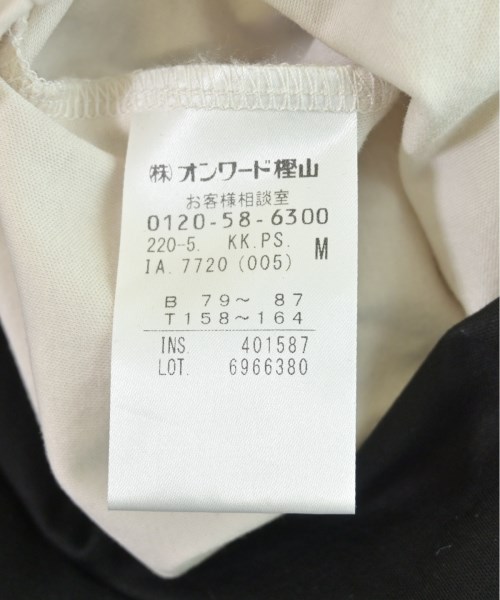 ㈱オンワード樫山
お客様相談室
0120-58-6300
220-5. KK.PS. M
IA.7720(005)
B 79～ 87
T158～164
INS. 401587
LOT. 6966380